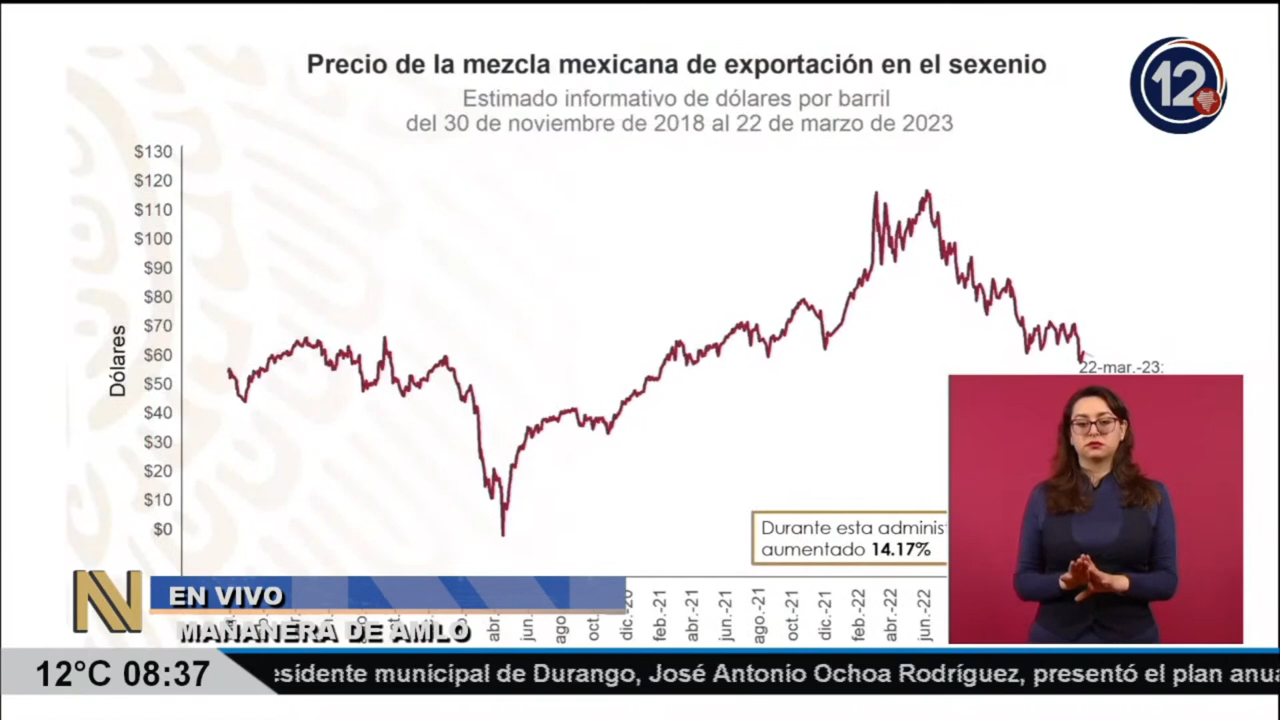 Precio de la mezcla mexicana de exportación en el sexenio
Estimado informativo de dólares por barril
del 30 de noviembre de 2018 al 22 de marzo de 2023
12
$130
$120
$110
$100
$90
$80
$70
$60
$50
$40
$30
$20
$10
$0
Dólares
22-mar.-23:
Durante esta adminis
aumentado 14.17%
abr.
jun.
ago
oct.
dic.-20
feb.-21
abr.-21
jun.-21
ago.-21
oct.-21
dic.-21
feb.-22
abr.-22
jun.-22
N
EN VIVO
MAÑANERA DE AMLO
12°C 08:37
esidente municipal de Durango, José Antonio Ochoa Rodríguez, presentó el plan anua